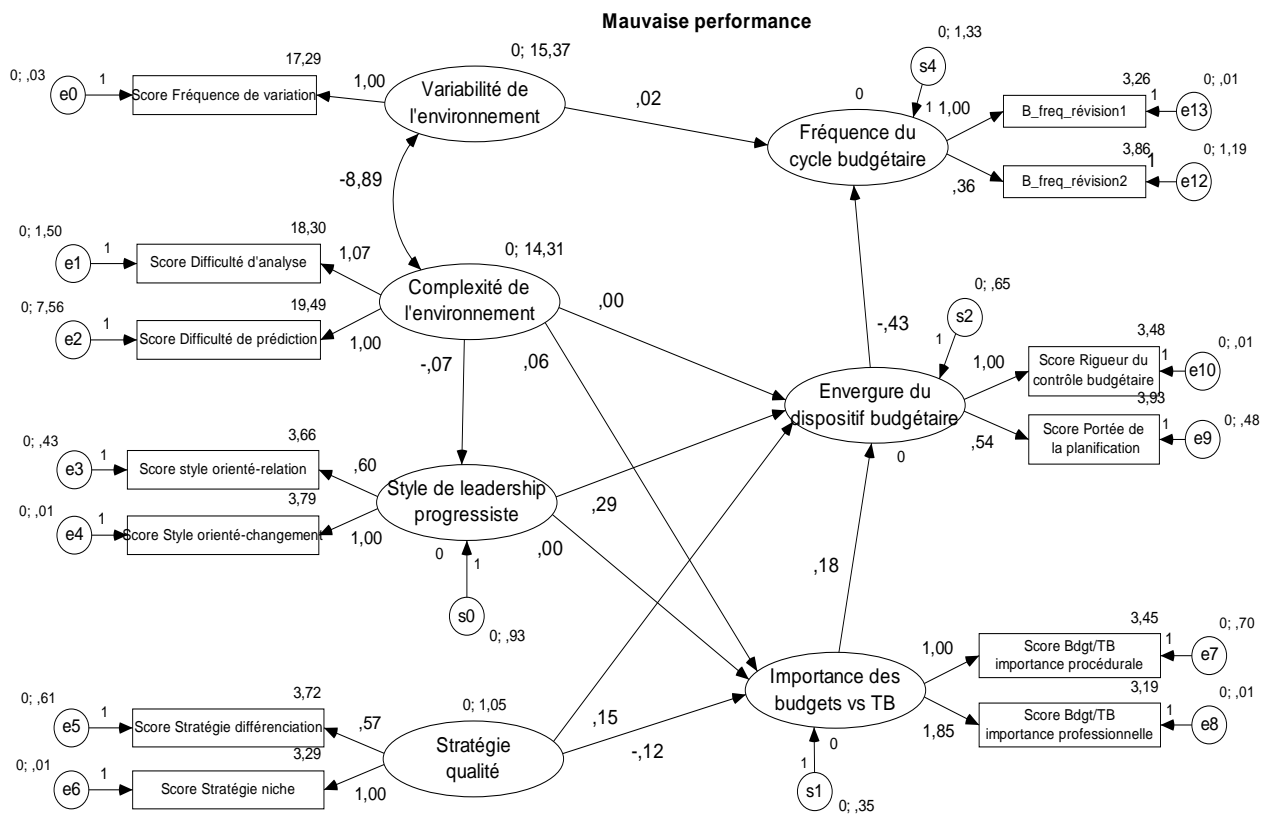 Mauvaise performance
0; ,03
e0
1
17,29
Score Fréquence de variation
1,00
0; 15,37
Variabilité de
l'environnement
,02
0; 1,33
s4
1
0
Fréquence du
cycle budgétaire
1,00
3,26
B_freq_révision1
1
0; ,01
e13
,36
3,86
B_freq_révision2
1
0; 1,19
e12
-8,89
0; 1,50
e1
1
18,30
Score Difficulté d'analyse
1,07
0; 7,56
e2
1
19,49
Score Difficulté de prédiction
1,00
0; 14,31
Complexité de
l'environnement
,00
-,07
,06
-,43
0; ,65
s2
1
Envergure du
dispositif budgétaire
0
1,00
3,48
Score Rigueur du
contrôle budgétaire
1
0; ,01
e10
,54
3,93
Score Portée de
la planification
1
0; ,48
e9
0; ,43
e3
1
3,66
Score style orienté-relation
,60
0; ,01
e4
1
3,79
Score Style orienté-changement
1,00
Style de leadership
progressiste
0
1
s0
0; ,93
,29
,00
,18
0; ,61
e5
1
3,72
Score Stratégie différenciation
,57
0; ,01
e6
1
3,29
Score Stratégie niche
1,00
0; 1,05
Stratégie
qualité
,15
-,12
Importance des
budgets vs TB
0
1
s1
0; ,35
1,00
3,45
Score Bdgt/TB
importance procédurale
1
0; ,70
e7
1,85
3,19
Score Bdgt/TB
importance professionnelle
1
0; ,01
e8